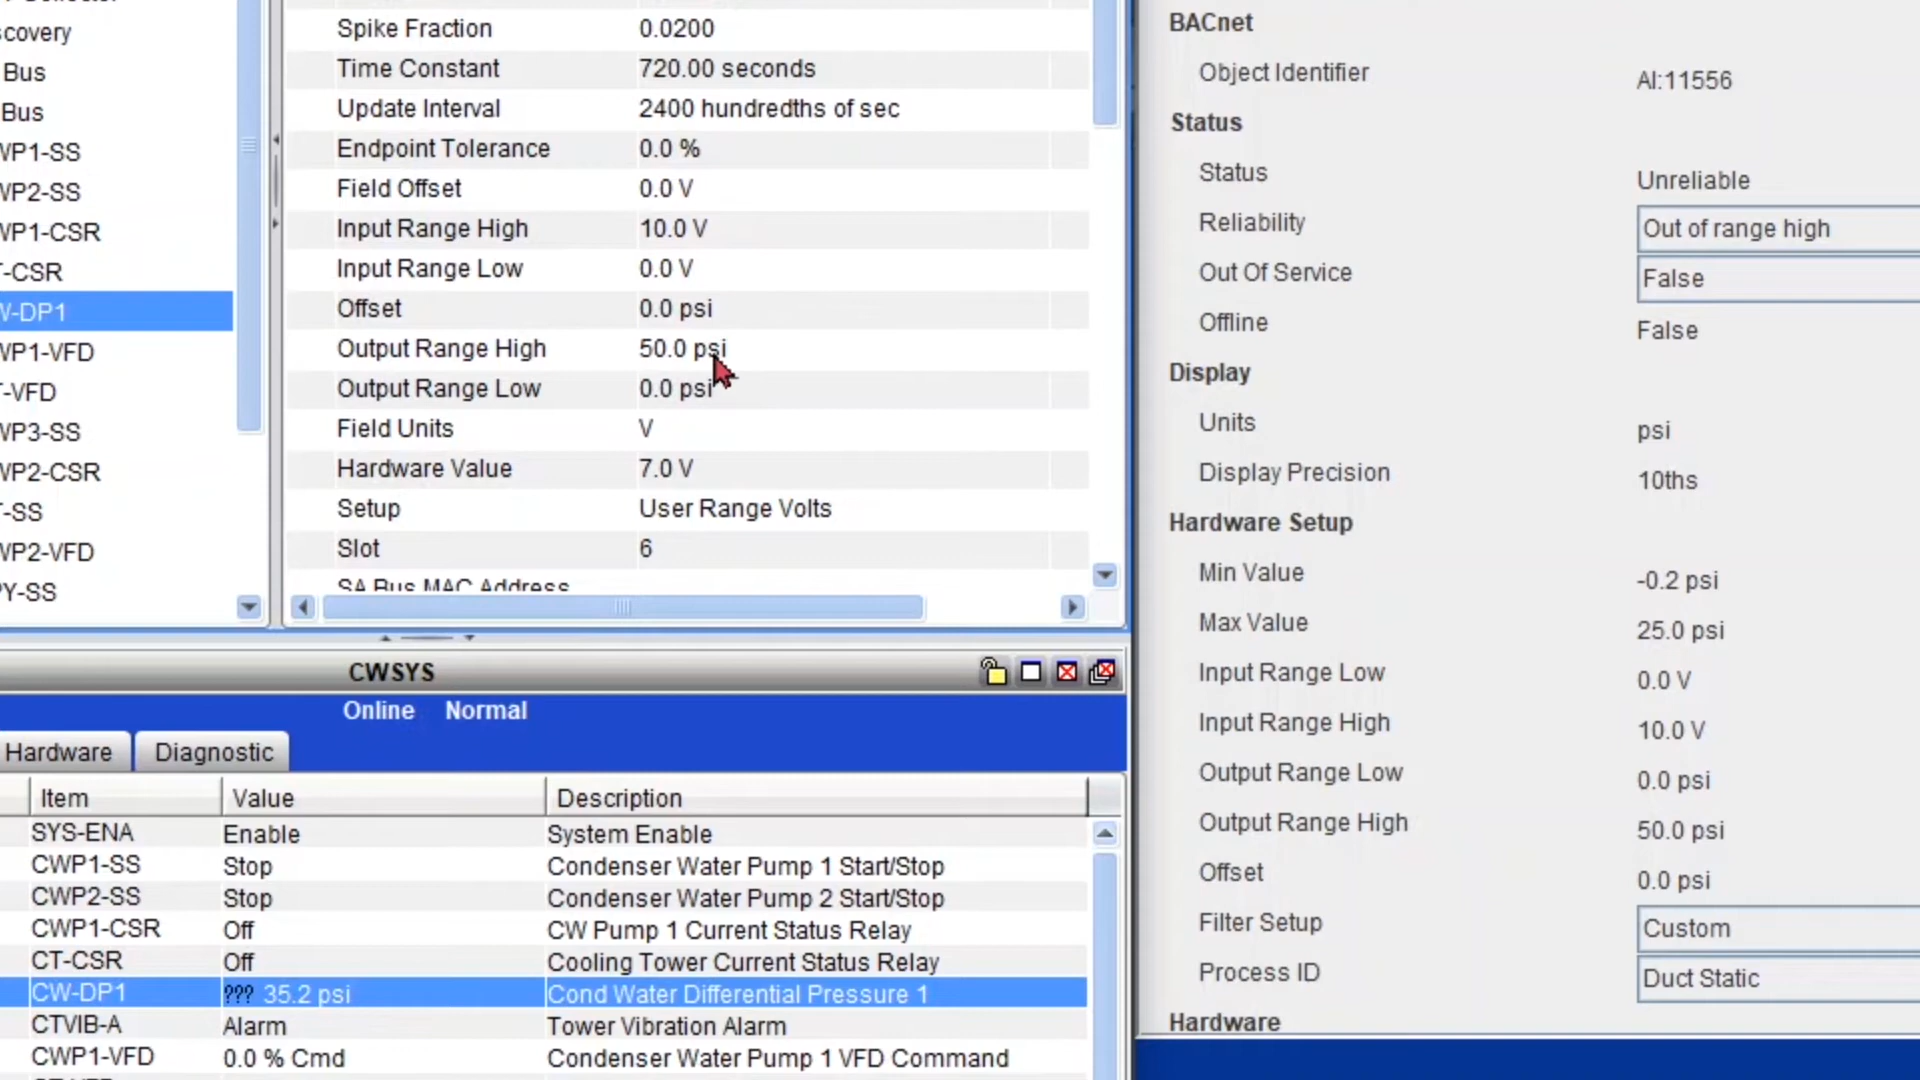 covery
Bus
Bus
WP1-SS
WP2-SS
WP1-CSR
T-CSR
W-DP1
WP1-VFD
T-VFD
WP3-SS
WP2-CSR
T-SS
WP2-VFD
Y-SS
Spike Fraction 0.0200
Time Constant 720.00 seconds
Update Interval 2400 hundredths of sec
Endpoint Tolerance 0.0 %
Field Offset 0.0 V
Input Range High 10.0 V
Input Range Low 0.0 V
Offset 0.0 psi
Output Range High 50.0 psi
Output Range Low 0.0 psi
Field Units V
Hardware Value 7.0 V
Setup User Range Volts
Slot 6
SA Bus MAC Address
CWSYS
Online Normal
Hardware Diagnostic
Item Value Description
SYS-ENA Enable System Enable
CWP1-SS Stop Condenser Water Pump 1 Start/Stop
CWP2-SS Stop Condenser Water Pump 2 Start/Stop
CWP1-CSR Off CW Pump 1 Current Status Relay
CT-CSR Off Cooling Tower Current Status Relay
CW-DP1 ??? 35.2 psi Cond Water Differential Pressure 1
CTVIB-A Alarm Tower Vibration Alarm
CWP1-VFD 0.0 % Cmd Condenser Water Pump 1 VFD Command
BACnet
Object Identifier AI:11556
Status
Status Unreliable
Reliability Out of range high
Out Of Service False
Offline False
Display
Units psi
Display Precision 10ths
Hardware Setup
Min Value -0.2 psi
Max Value 25.0 psi
Input Range Low 0.0 V
Input Range High 10.0 V
Output Range Low 0.0 psi
Output Range High 50.0 psi
Offset 0.0 psi
Filter Setup Custom
Process ID Duct Static
Hardware